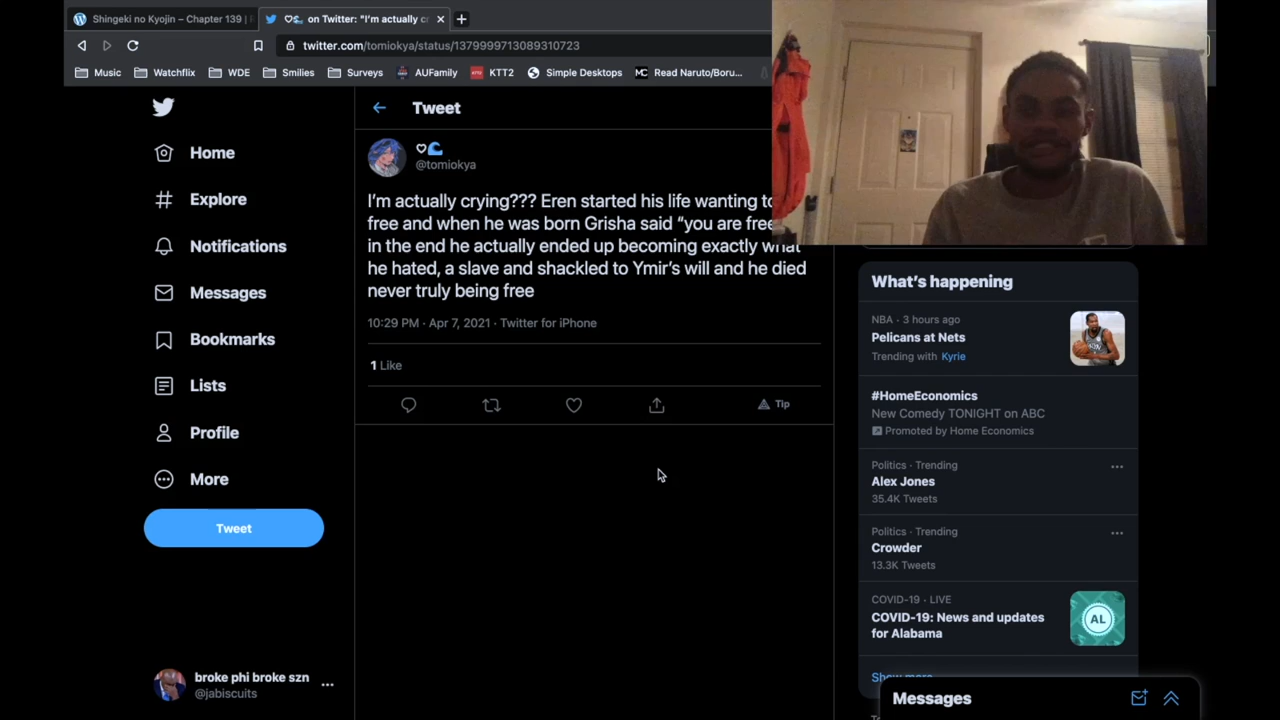 Shingeki no Kyojin – Chapter 139 |
♡🌊 on Twitter: "I'm actually cr
twitter.com/tomiokya/status/1379999713089310723
Music
Watchflix
WDE
Smilies
Surveys
AUFamily
KTT2
Simple Desktops
MC Read Naruto/Boru...
Home
Explore
Notifications
Messages
Bookmarks
Lists
Profile
More
Tweet
broke phi broke szn
@jabiscuits
Tweet
♡🌊
@tomiokya
I'm actually crying??? Eren started his life wanting
free and when he was born Grisha said "you are free
in the end he actually ended up becoming exactly what
he hated, a slave and shackled to Ymir's will and he died
never truly being free
10:29 PM · Apr 7, 2021 · Twitter for iPhone
1 Like
Tip
What's happening
NBA · 3 hours ago
Pelicans at Nets
Trending with Kyrie
#HomeEconomics
New Comedy TONIGHT on ABC
Promoted by Home Economics
Politics · Trending
Alex Jones
35.4K Tweets
Politics · Trending
Crowder
13.3K Tweets
COVID-19 · LIVE
COVID-19: News and updates
for Alabama
AL
Show more
Messages